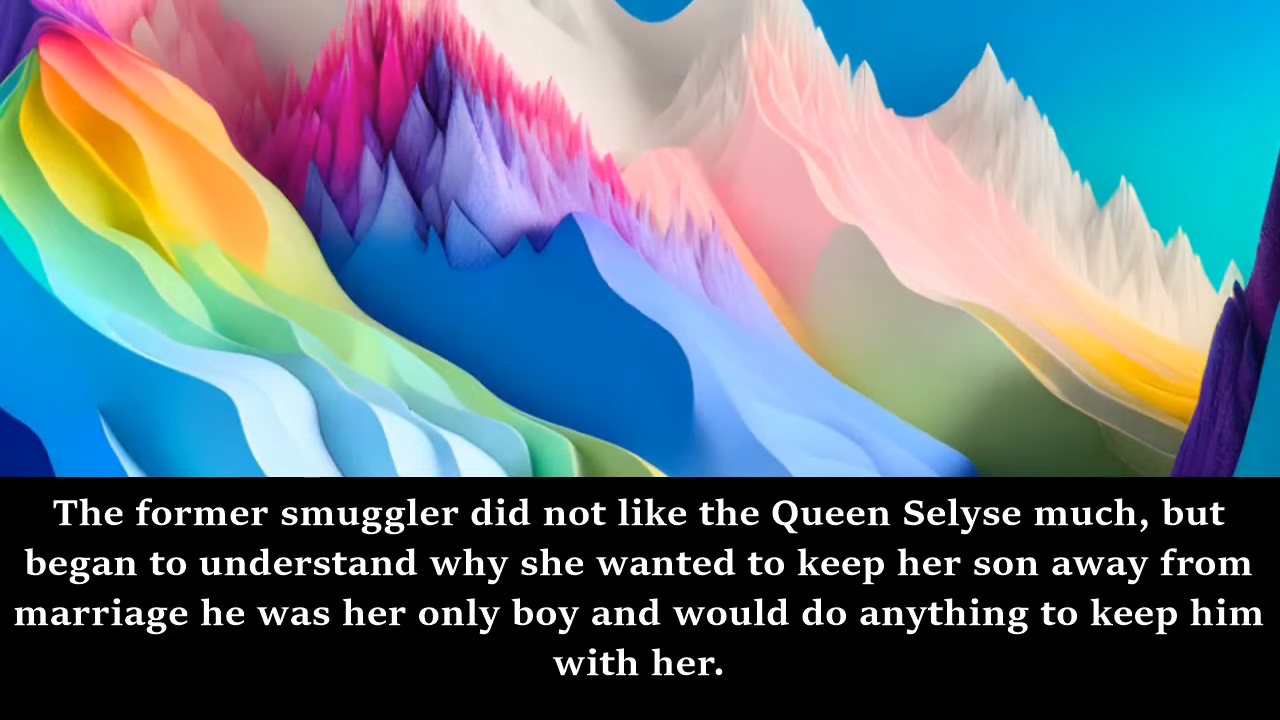 The former smuggler did not like the Queen Selyse much, but
began to understand why she wanted to keep her son away from
marriage he was her only boy and would do anything to keep him
with her.